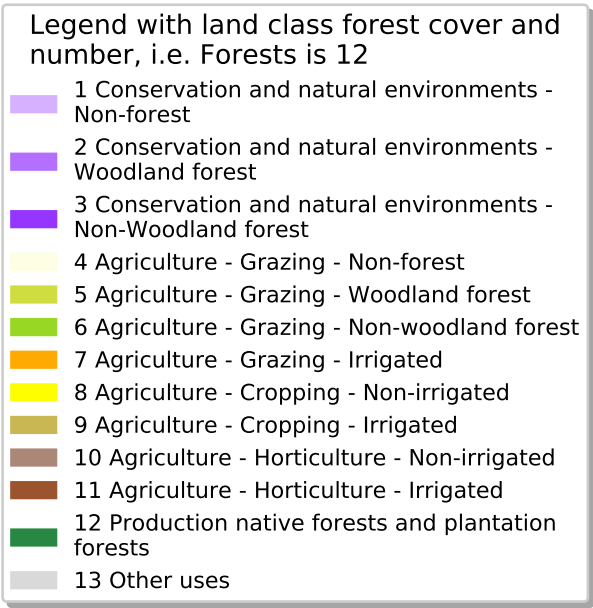 Legend with land class forest cover and
number, i.e. Forests is 12
1 Conservation and natural environments -
Non-forest
2 Conservation and natural environments -
Woodland forest
3 Conservation and natural environments -
Non-Woodland forest
4 Agriculture - Grazing - Non-forest
5 Agriculture - Grazing - Woodland forest
6 Agriculture - Grazing - Non-woodland forest
7 Agriculture - Grazing - Irrigated
8 Agriculture - Cropping - Non-irrigated
9 Agriculture - Cropping - Irrigated
10 Agriculture - Horticulture - Non-irrigated
11 Agriculture - Horticulture - Irrigated
12 Production native forests and plantation
forests
13 Other uses